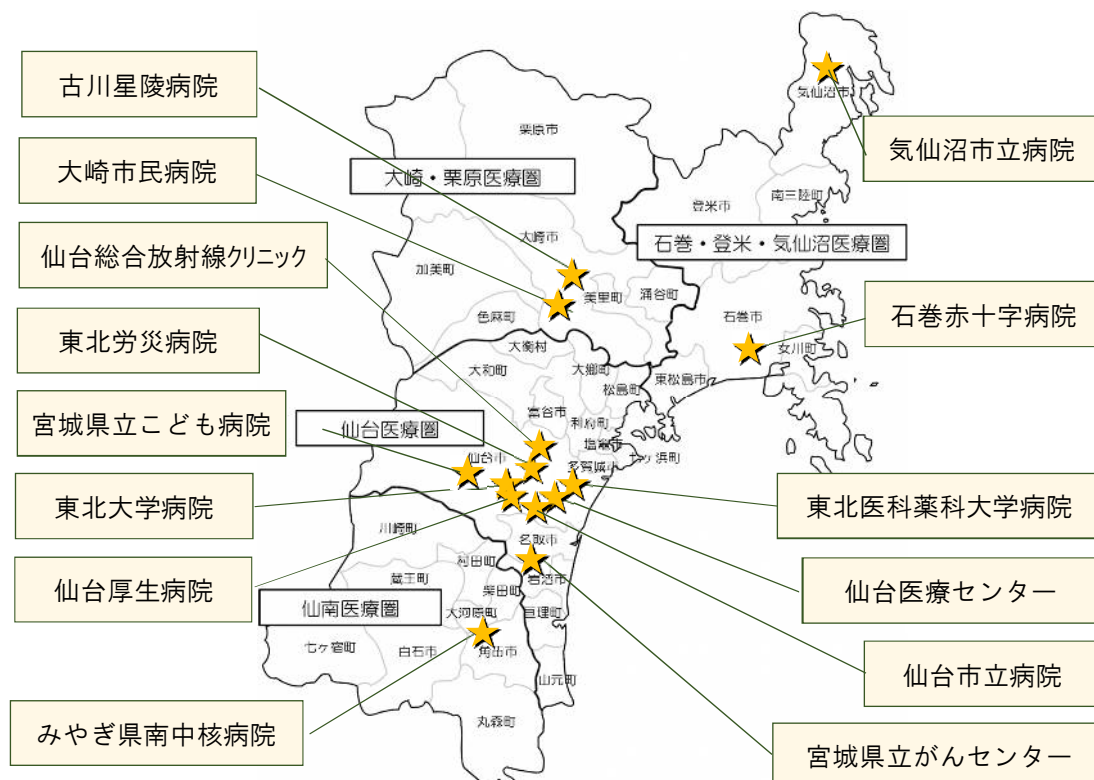 古川星陵病院
大崎市民病院
仙台総合放射線クリニック
東北労災病院
宮城県立こども病院
東北大学病院
仙台厚生病院
みやぎ県南中核病院
気仙沼市立病院
石巻赤十字病院
東北医科薬科大学病院
仙台医療センター
仙台市立病院
宮城県立がんセンター
大崎・栗原医療圏
石巻・登米・気仙沼医療圏
仙台医療圏
仙南医療圏
気仙沼市
栗原市
南三陸町
登米市
大崎市
加美町
美里町
涌谷町
色麻町
石巻市
女川町
東松島市
大衡村
大和町
大郷町
松島町
富谷市
利府町
塩竈市
七ヶ浜町
仙台市
多賀城市
川崎町
名取市
村田町
岩沼市
蔵王町
柴田町
亘理町
大河原町
七ヶ宿町
白石市
角田市
山元町
丸森町